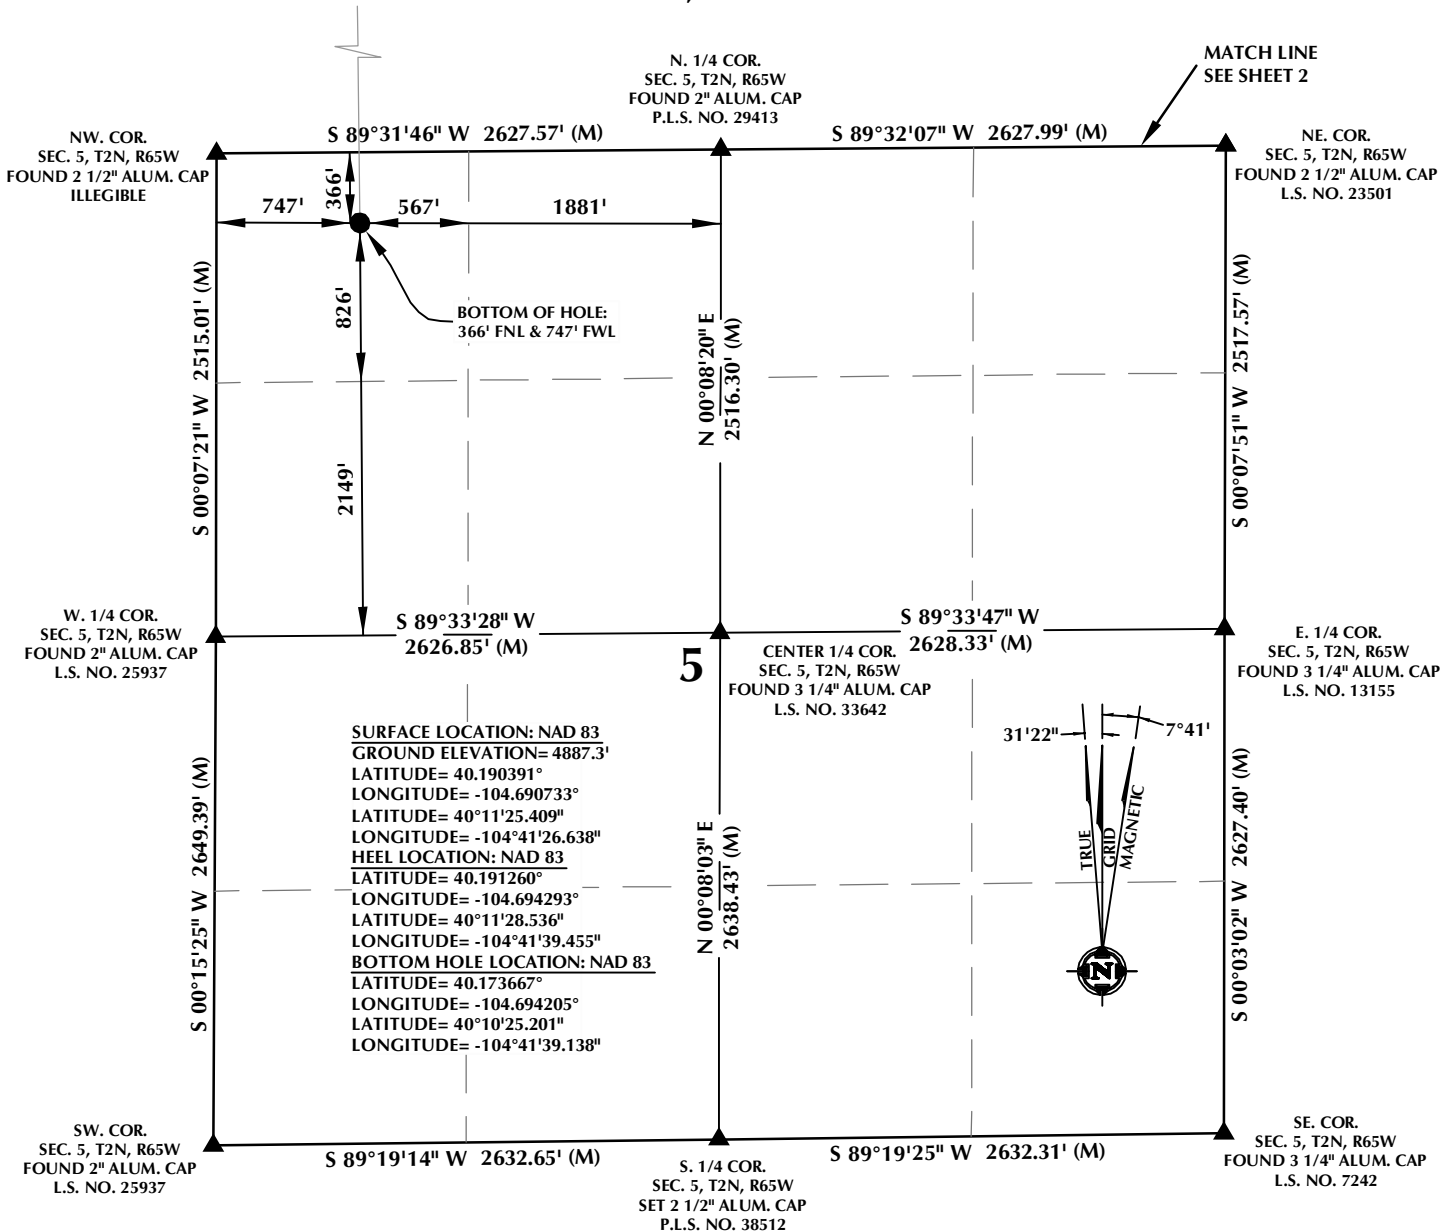 N. 1/4 COR.
SEC. 5, T2N, R65W
FOUND 2" ALUM. CAP
P.L.S. NO. 29413
MATCH LINE
SEE SHEET 2
NW. COR.
SEC. 5, T2N, R65W
FOUND 2 1/2" ALUM. CAP
ILLEGIBLE
S 89°31'46" W 2627.57' (M)
S 89°32'07" W 2627.99' (M)
NE. COR.
SEC. 5, T2N, R65W
FOUND 2 1/2" ALUM. CAP
L.S. NO. 23501
366'
747'
567'
1881'
826'
BOTTOM OF HOLE:
366' FNL & 747' FWL
S 00°07'21" W 2515.01' (M)
N 00°08'20" E
2516.30' (M)
S 00°07'51" W 2517.57' (M)
2149'
W. 1/4 COR.
SEC. 5, T2N, R65W
FOUND 2" ALUM. CAP
L.S. NO. 25937
S 89°33'28" W
2626.85' (M)
S 89°33'47" W
2628.33' (M)
5
CENTER 1/4 COR.
SEC. 5, T2N, R65W
FOUND 3 1/4" ALUM. CAP
L.S. NO. 33642
E. 1/4 COR.
SEC. 5, T2N, R65W
FOUND 3 1/4" ALUM. CAP
L.S. NO. 13155
SURFACE LOCATION: NAD 83
GROUND ELEVATION= 4887.3'
LATITUDE= 40.190391°
LONGITUDE= -104.690733°
LATITUDE= 40°11'25.409"
LONGITUDE= -104°41'26.638"
HEEL LOCATION: NAD 83
LATITUDE= 40.191260°
LONGITUDE= -104.694293°
LATITUDE= 40°11'28.536"
LONGITUDE= -104°41'39.455"
BOTTOM HOLE LOCATION: NAD 83
LATITUDE= 40.173667°
LONGITUDE= -104.694205°
LATITUDE= 40°10'25.201"
LONGITUDE= -104°41'39.138"
31'22"
7°41'
TRUE
GRID
MAGNETIC
N
S 00°15'25" W 2649.39' (M)
N 00°08'03" E
2638.43' (M)
S 00°03'02" W 2627.40' (M)
SW. COR.
SEC. 5, T2N, R65W
FOUND 2" ALUM. CAP
L.S. NO. 25937
S 89°19'14" W 2632.65' (M)
S. 1/4 COR.
SEC. 5, T2N, R65W
SET 2 1/2" ALUM. CAP
P.L.S. NO. 38512
S 89°19'25" W 2632.31' (M)
SE. COR.
SEC. 5, T2N, R65W
FOUND 3 1/4" ALUM. CAP
L.S. NO. 7242